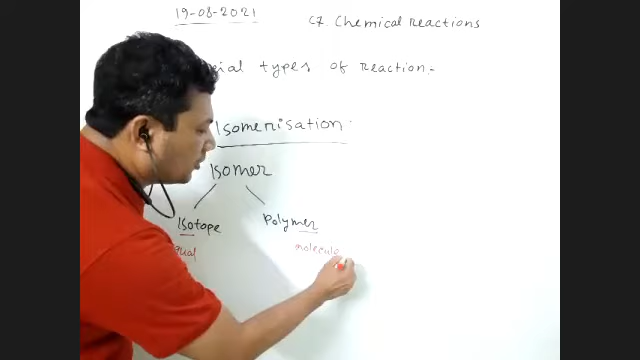 19-08-2021
C7. Chemical Reactions
types of Reaction:-
Isomerisation
Isomer
Isotope Polymer
molecule